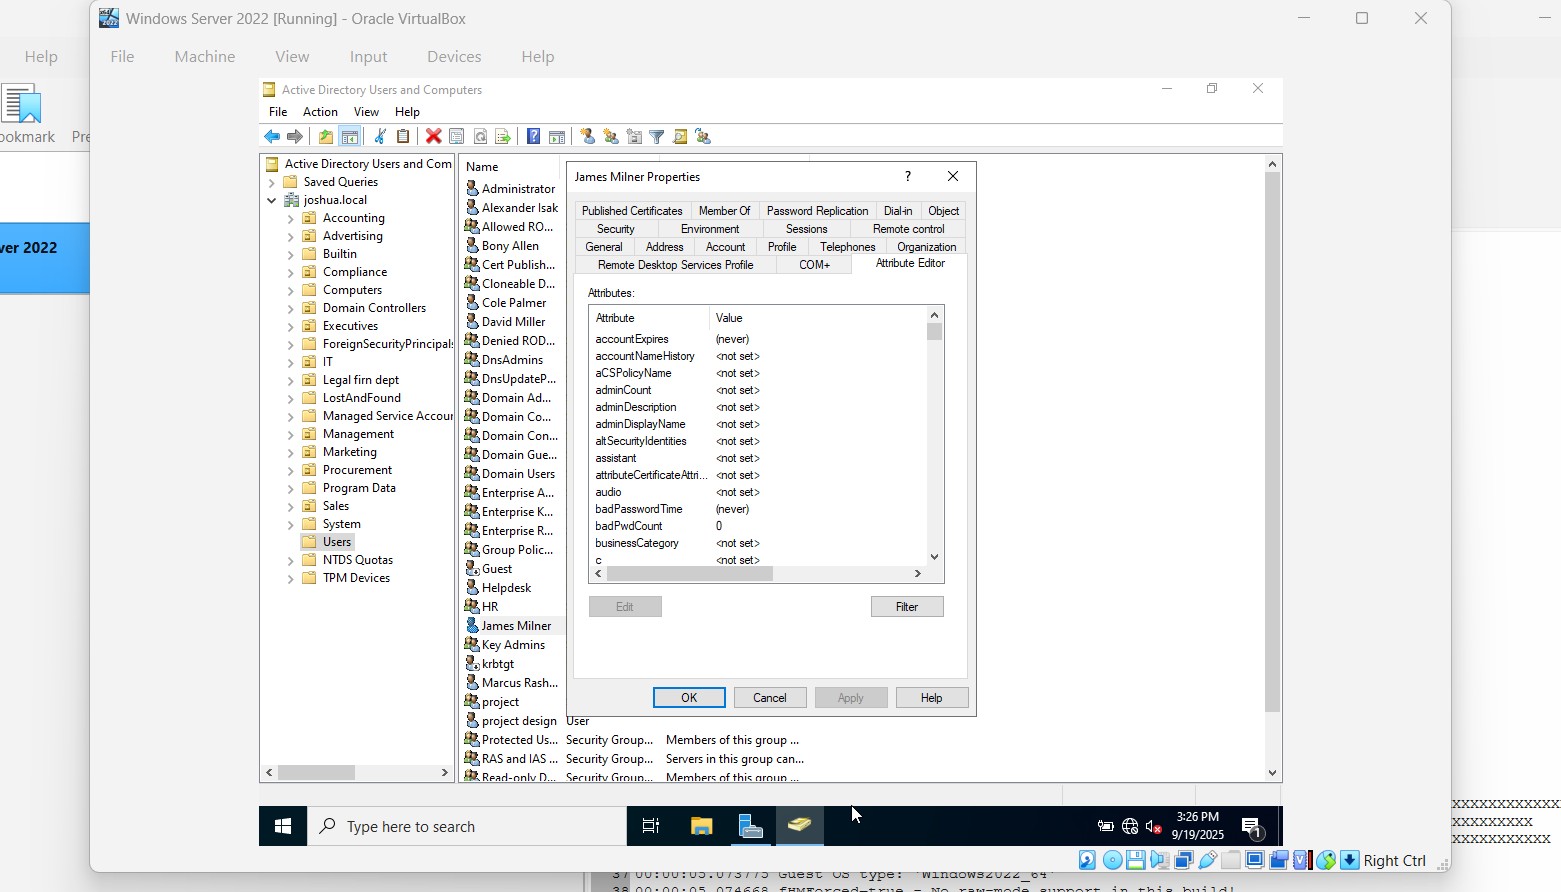 Windows Server 2022 [Running] - Oracle VirtualBox
Help
File Machine View Input Devices Help
ookmark Pre
ver 2022
Active Directory Users and Computers
File Action View Help
Active Directory Users and Com
Saved Queries
joshua.local
Accounting
Advertising
Builtin
Compliance
Computers
Domain Controllers
Executives
ForeignSecurityPrincipals
IT
Legal firn dept
LostAndFound
Managed Service Accour
Management
Marketing
Procurement
Program Data
Sales
System
Users
NTDS Quotas
TPM Devices
Name
Administrator
Alexander Isak
Allowed RO...
Bony Allen
Cert Publish...
Cloneable D...
Cole Palmer
David Miller
Denied ROD...
DnsAdmins
DnsUpdateP...
Domain Ad...
Domain Co...
Domain Con...
Domain Gue...
Domain Users
Enterprise A...
Enterprise K...
Enterprise R...
Group Polic...
Guest
Helpdesk
HR
James Milner
Key Admins
krbtgt
Marcus Rash...
project
project design User
Protected Us... Security Group... Members of this group ...
RAS and IAS ... Security Group... Servers in this group can...
Read-only D... Security Group... Members of this group ...
James Milner Properties
?
Published Certificates Member Of Password Replication Dial-in Object
Security Environment Sessions Remote control
General Address Account Profile Telephones Organization
Remote Desktop Services Profile COM+ Attribute Editor
Attributes:
Attribute Value
accountExpires (never)
accountNameHistory <not set>
aCSPolicyName <not set>
adminCount <not set>
adminDescription <not set>
adminDisplayName <not set>
altSecurityIdentities <not set>
assistant <not set>
attributeCertificateAttri... <not set>
audio <not set>
badPasswordTime (never)
badPwdCount 0
businessCategory <not set>
c <not set>
Edit Filter
OK Cancel Apply Help
Type here to search
3:26 PM
9/19/2025
1
Right Ctrl
37 00:00:05.073775 Guest OS type: 'Windows2022_64'
38 00:00:05.074668 fHMForced=true - No raw-mode support in this build!